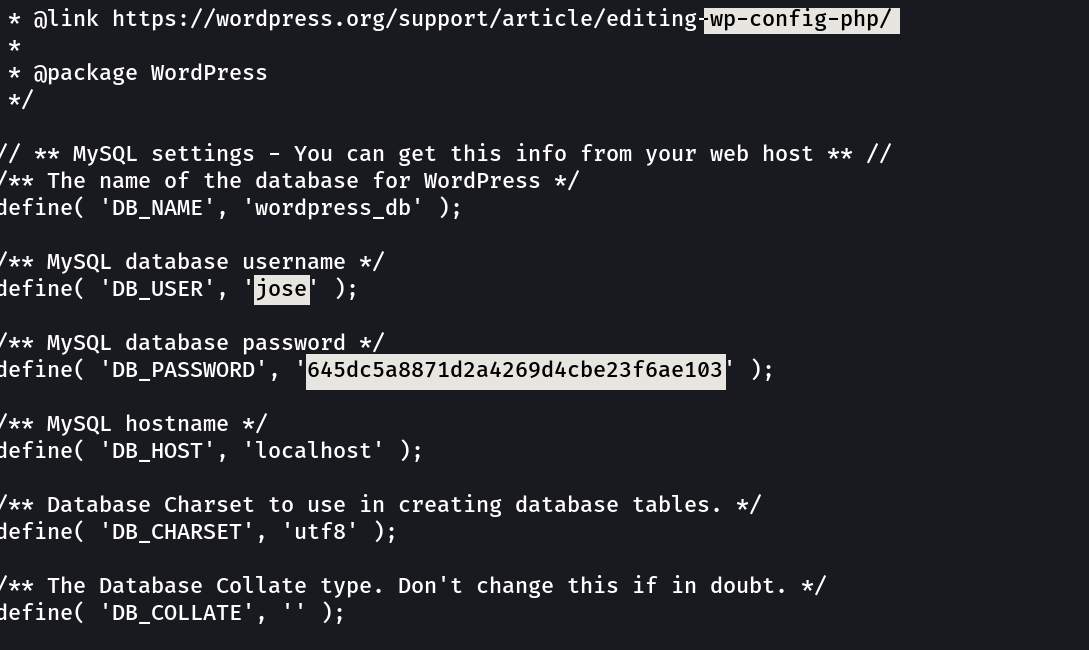 * @link https://wordpress.org/support/article/editing-wp-config-php/
*
* @package WordPress
*/
// ** MySQL settings - You can get this info from your web host ** //
/** The name of the database for WordPress */
define( 'DB_NAME', 'wordpress_db' );
/** MySQL database username */
define( 'DB_USER', 'jose' );
/** MySQL database password */
define( 'DB_PASSWORD', '645dc5a8871d2a4269d4cbe23f6ae103' );
/** MySQL hostname */
define( 'DB_HOST', 'localhost' );
/** Database Charset to use in creating database tables. */
define( 'DB_CHARSET', 'utf8' );
/** The Database Collate type. Don't change this if in doubt. */
define( 'DB_COLLATE', '' );